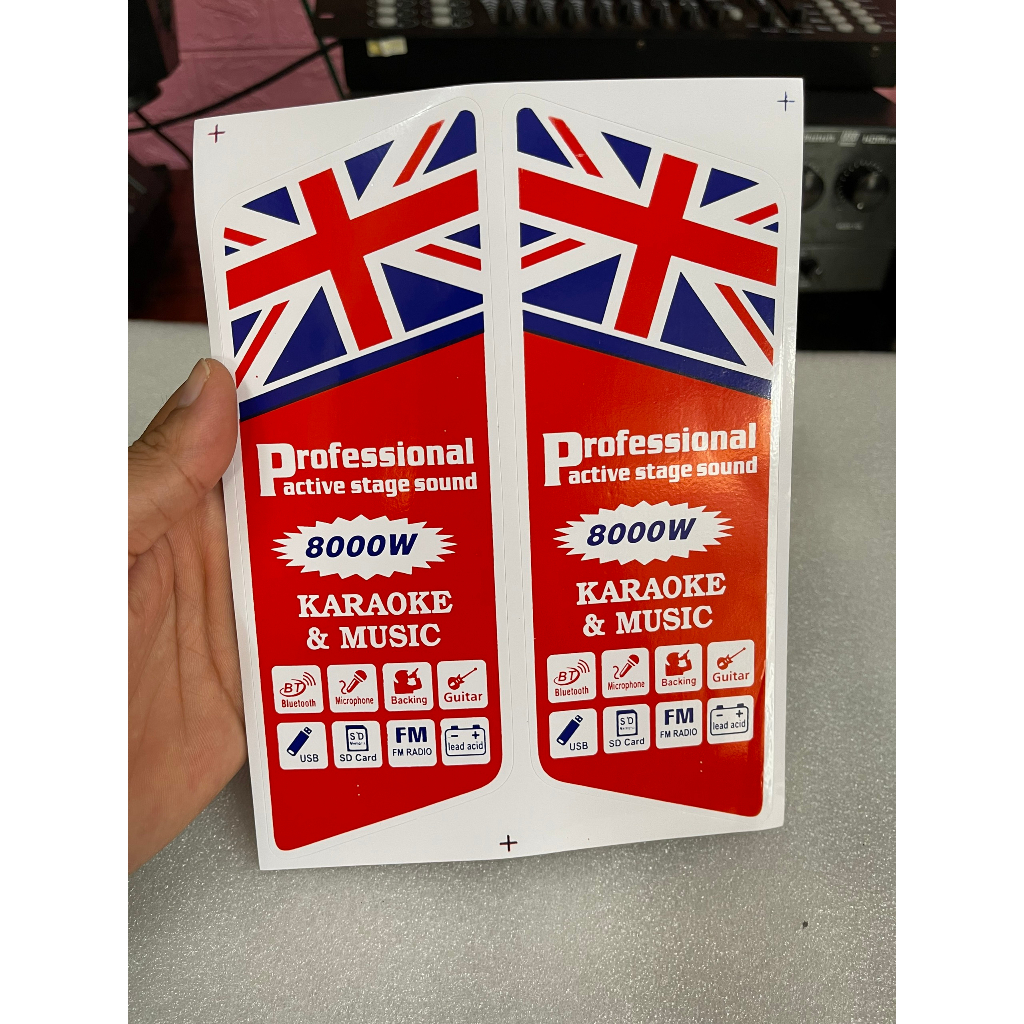 Professional
active stage sound
8000W
KARAOKE
& MUSIC
BT
Bluetooth
Microphone
Backing
Guitar
USB
SD
SD Card
FM
FM RADIO
- +
lead acid
Professional
active stage sound
8000W
KARAOKE
& MUSIC
BT
Bluetooth
Microphone
Backing
Guitar
USB
SD
SD Card
FM
FM RADIO
- +
lead acid